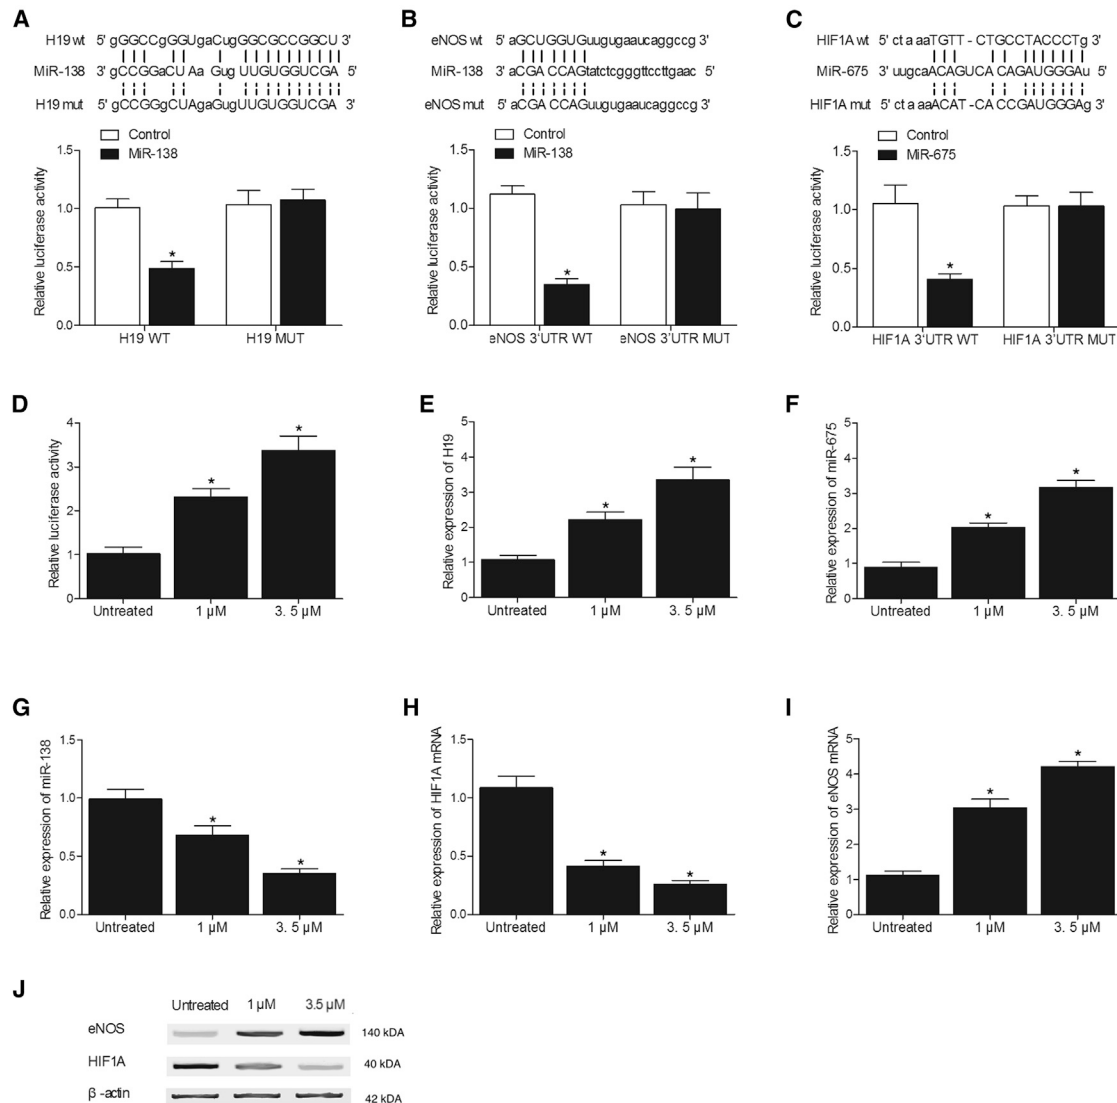 A
H19 wt 5' gGGCCgGGUgaCugGGCGCCGGCU 3'
MiR-138 3' gCCGGaCU Aa Gug UUGUGGUCGA 5'
H19 mut 5' gCCGGgCUAgaGugUUGUGGUCGA 3'
Control
MiR-138
Relative luciferase activity
1.5
1.0
0.5
0.0
*
H19 WT
H19 MUT
B
eNOS wt 5' aGCUGGUGuugugaaucaggccg 3'
MiR-138 3' aCGA CCAGtatctcgggttccttgaac 5'
eNOS mut 5' aCGA CCAGuugugaaucaggccg 3'
Control
MiR-138
Relative luciferase activity
1.5
1.0
0.5
0.0
*
eNOS 3'UTR WT
eNOS 3'UTR MUT
C
HIF1A wt 5' cta aaTGTT - CTGCCTACCCTg 3'
MiR-675 3' uugcaACAGUCA CAGAUGGGAu 5'
HIF1A mut 5' cta aaACAT -CA CCGAUGGGAg 3'
Control
MiR-675
Relative luciferase activity
1.5
1.0
0.5
0.0
*
HIF1A 3'UTR WT
HIF1A 3'UTR MUT
D
Relative luciferase activity
4
3
2
1
0
*
*
Untreated
1 µM
3. 5 µM
E
Relative expression of H19
5
4
3
2
1
0
*
*
Untreated
1 µM
3. 5 µM
F
Relative expression of miR-675
5
4
3
2
1
0
*
*
Untreated
1 µM
3. 5 µM
G
Relative expression of miR-138
1.5
1.0
0.5
0.0
*
*
Untreated
1 µM
3. 5 µM
H
Relative expression of HIF1A mRNA
1.5
1.0
0.5
0.0
*
*
Untreated
1 µM
3. 5 µM
I
Relative expression of eNOS mRNA
5
4
3
2
1
0
*
*
Untreated
1 µM
3. 5 µM
J
Untreated 1 µM 3.5 µM
eNOS 140 kDA
HIF1A 40 kDA
β -actin 42 kDA